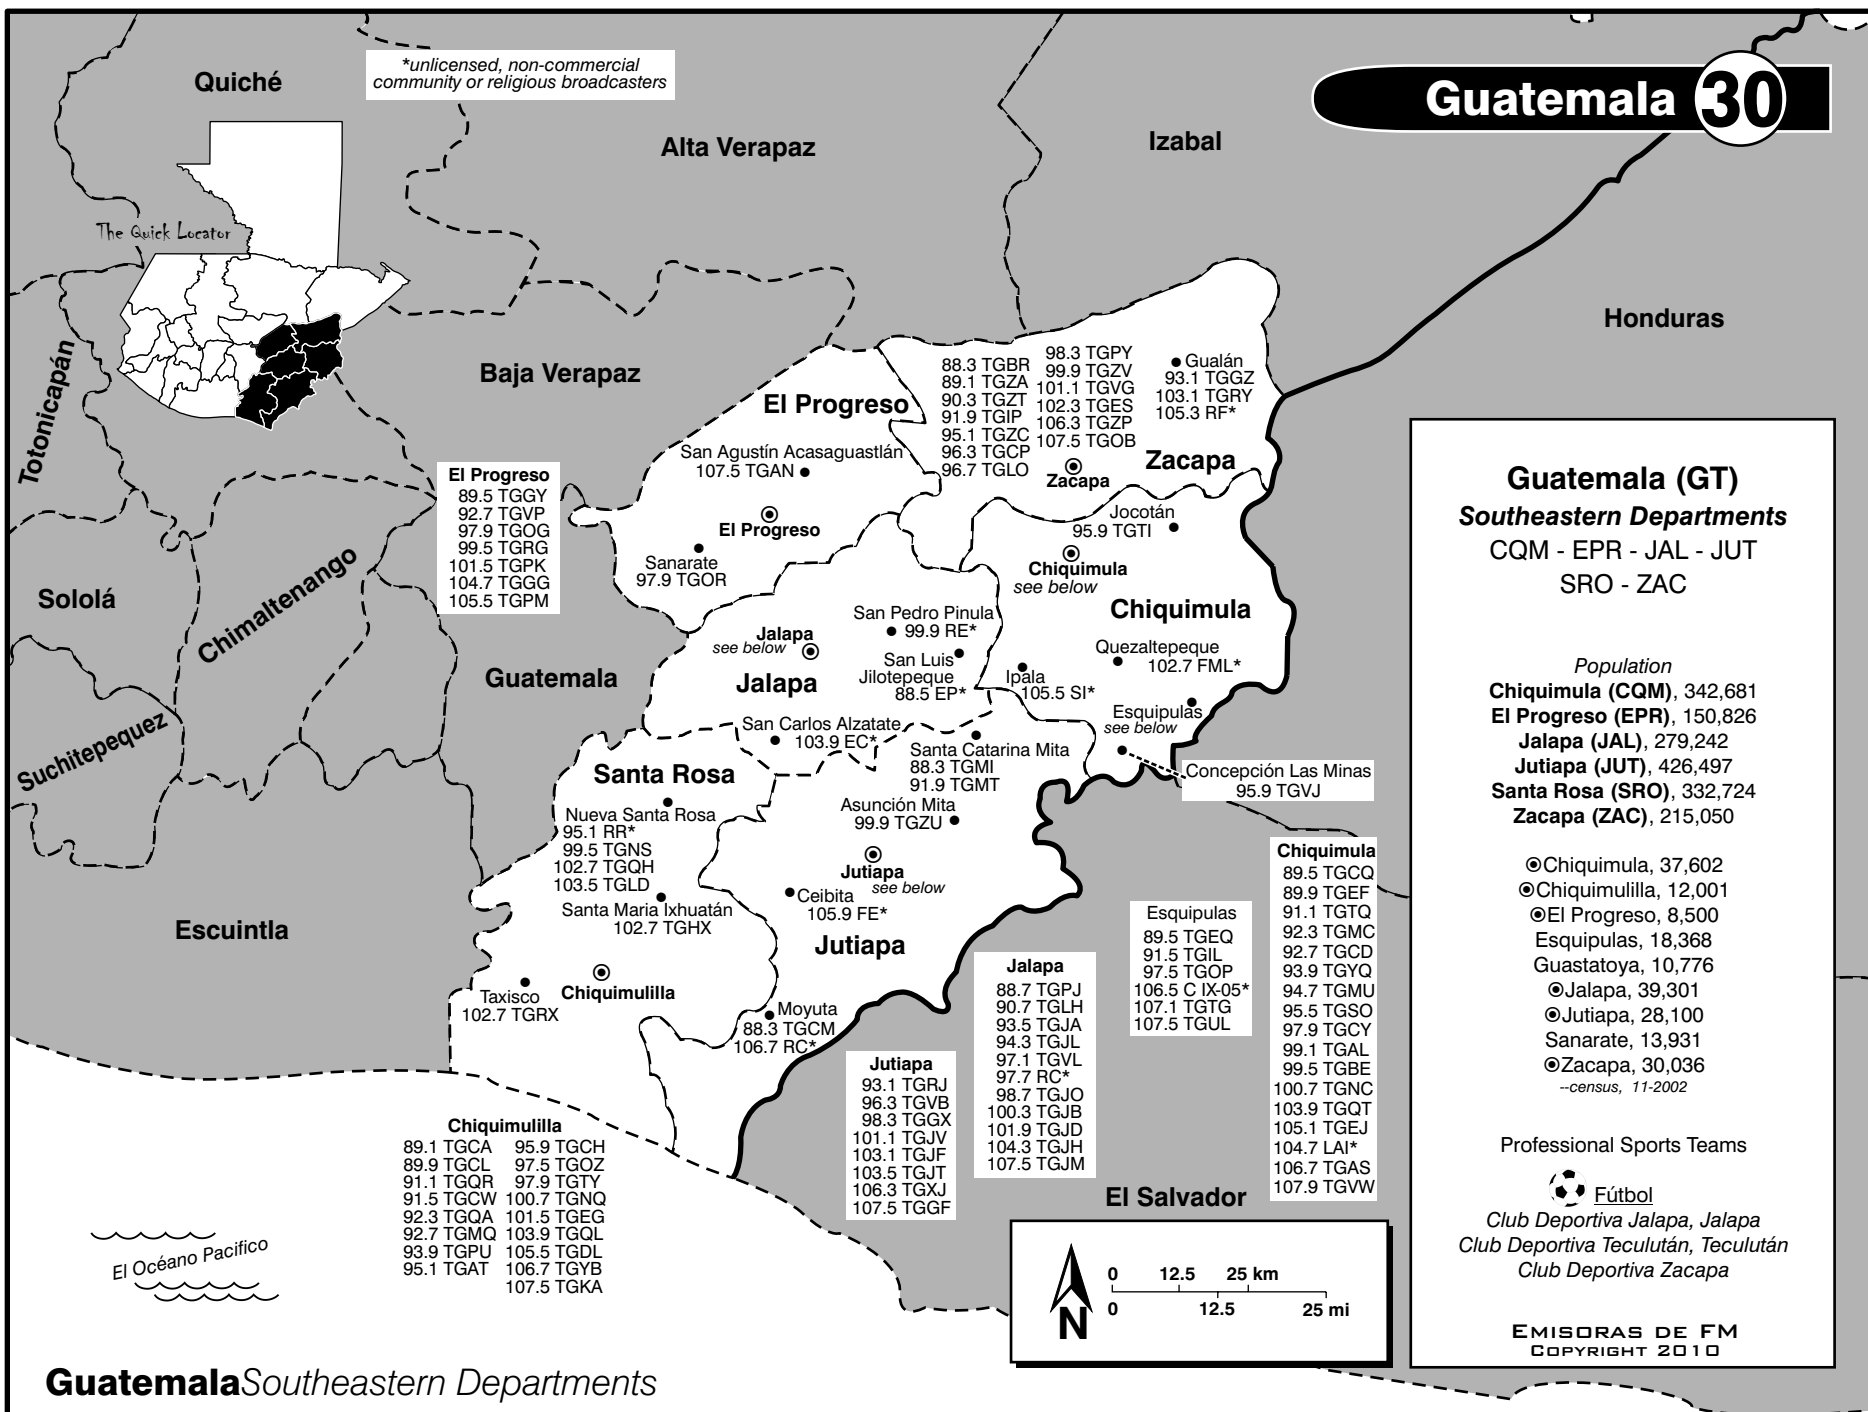 Guatemala 30
*unlicensed, non-commercial
community or religious broadcasters
Quiché
Alta Verapaz
Izabal
Honduras
The Quick Locator
Totonicapán
Baja Verapaz
Sololá
Chimaltenango
Suchitepequez
Guatemala
Escuintla
El Progreso
San Agustín Acasaguastlán
107.5 TGAN
El Progreso
Sanarate
97.9 TGOR
El Progreso
89.5 TGGY
92.7 TGVP
97.9 TGOG
99.5 TGRG
101.5 TGPK
104.7 TGGG
105.5 TGPM
88.3 TGBR
89.1 TGZA
90.3 TGZT
91.9 TGIP
95.1 TGZC
96.3 TGCP
96.7 TGLO
98.3 TGPY
99.9 TGZV
101.1 TGVG
102.3 TGES
106.3 TGZP
107.5 TGOB
Zacapa
Gualán
93.1 TGGZ
103.1 TGRY
105.3 RF*
Zacapa
Jocotán
95.9 TGTI
Chiquimula
see below
Chiquimula
Quezaltepeque
102.7 FML*
Ipala
105.5 SI*
Esquipulas
see below
Concepción Las Minas
95.9 TGVJ
San Pedro Pinula
99.9 RE*
Jalapa
see below
San Luis
Jilotepeque
88.5 EP*
Jalapa
San Carlos Alzatate
103.9 EC*
Santa Catarina Mita
88.3 TGMI
91.9 TGMT
Asunción Mita
99.9 TGZU
Jutiapa
see below
Ceibita
105.9 FE*
Jutiapa
Moyuta
88.3 TGCM
106.7 RC*
Santa Rosa
Nueva Santa Rosa
95.1 RR*
99.5 TGNS
102.7 TGQH
103.5 TGLD
Santa Maria Ixhuatán
102.7 TGHX
Chiquimulilla
Taxisco
102.7 TGRX
Chiquimulilla
89.1 TGCA
89.9 TGCL
91.1 TGQR
91.5 TGCW
92.3 TGQA
92.7 TGMQ
93.9 TGPU
95.1 TGAT
95.9 TGCH
97.5 TGOZ
97.9 TGTY
100.7 TGNQ
101.5 TGEG
103.9 TGQL
105.5 TGDL
106.7 TGYB
107.5 TGKA
Jutiapa
93.1 TGRJ
96.3 TGVB
98.3 TGGX
101.1 TGJV
103.1 TGJF
103.5 TGJT
106.3 TGXJ
107.5 TGGF
Jalapa
88.7 TGPJ
90.7 TGLH
93.5 TGJA
94.3 TGJL
97.1 TGVL
97.7 RC*
98.7 TGJO
100.3 TGJB
101.9 TGJD
104.3 TGJH
107.5 TGJM
Esquipulas
89.5 TGEQ
91.5 TGIL
97.5 TGOP
106.5 C IX-05*
107.1 TGTG
107.5 TGUL
Chiquimula
89.5 TGCQ
89.9 TGEF
91.1 TGTQ
92.3 TGMC
92.7 TGCD
93.9 TGYQ
94.7 TGMU
95.5 TGSO
97.9 TGCY
99.1 TGAL
99.5 TGBE
100.7 TGNC
103.9 TGQT
105.1 TGEJ
104.7 LAI*
106.7 TGAS
107.9 TGVW
El Salvador
El Océano Pacifico
0 12.5 25 km
0 12.5 25 mi
N
Guatemala (GT)
Southeastern Departments
CQM - EPR - JAL - JUT
SRO - ZAC
Population
Chiquimula (CQM), 342,681
El Progreso (EPR), 150,826
Jalapa (JAL), 279,242
Jutiapa (JUT), 426,497
Santa Rosa (SRO), 332,724
Zacapa (ZAC), 215,050
Chiquimula, 37,602
Chiquimulilla, 12,001
El Progreso, 8,500
Esquipulas, 18,368
Guastatoya, 10,776
Jalapa, 39,301
Jutiapa, 28,100
Sanarate, 13,931
Zacapa, 30,036
--census, 11-2002
Professional Sports Teams
Fútbol
Club Deportiva Jalapa, Jalapa
Club Deportiva Teculután, Teculután
Club Deportiva Zacapa
EMISORAS DE FM
COPYRIGHT 2010
GuatemalaSoutheastern Departments